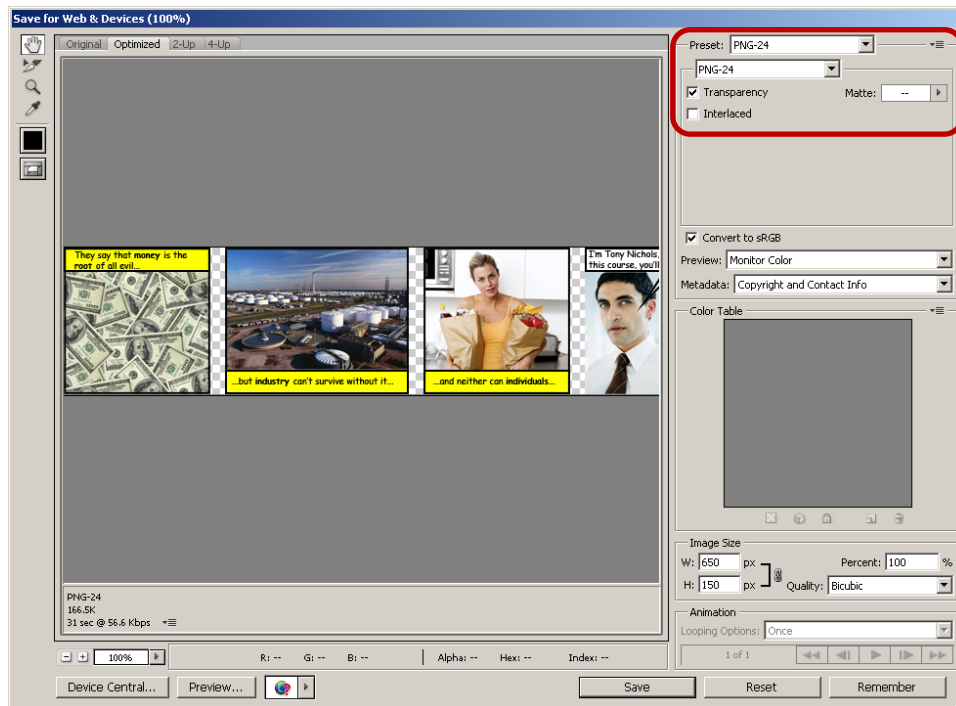 Save for Web & Devices (100%)
Original Optimized 2-Up 4-Up
Preset: PNG-24
PNG-24
Transparency Matte: --
Interlaced
Convert to sRGB
Preview: Monitor Color
Metadata: Copyright and Contact Info
Color Table
They say that money is the
root of all evil...
...but industry can't survive without it...
...and neither can individuals...
I'm Tony Nichols,
this course, you'll
Image Size
W: 650 px Percent: 100 %
H: 150 px Quality: Bicubic
Animation
Looping Options: Once
1 of 1
PNG-24
166.5K
31 sec @ 56.6 Kbps
100% R: -- G: -- B: -- Alpha: -- Hex: -- Index: --
Device Central... Preview... Save Reset Remember